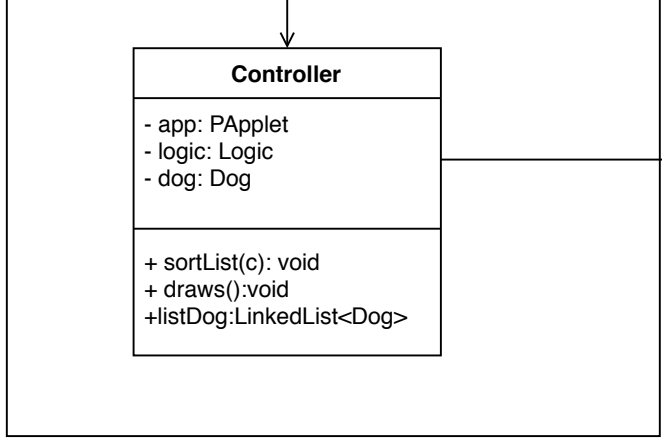 Controller
- app: PApplet
- logic: Logic
- dog: Dog
+ sortList(c): void
+ draws():void
+listDog:LinkedList<Dog>